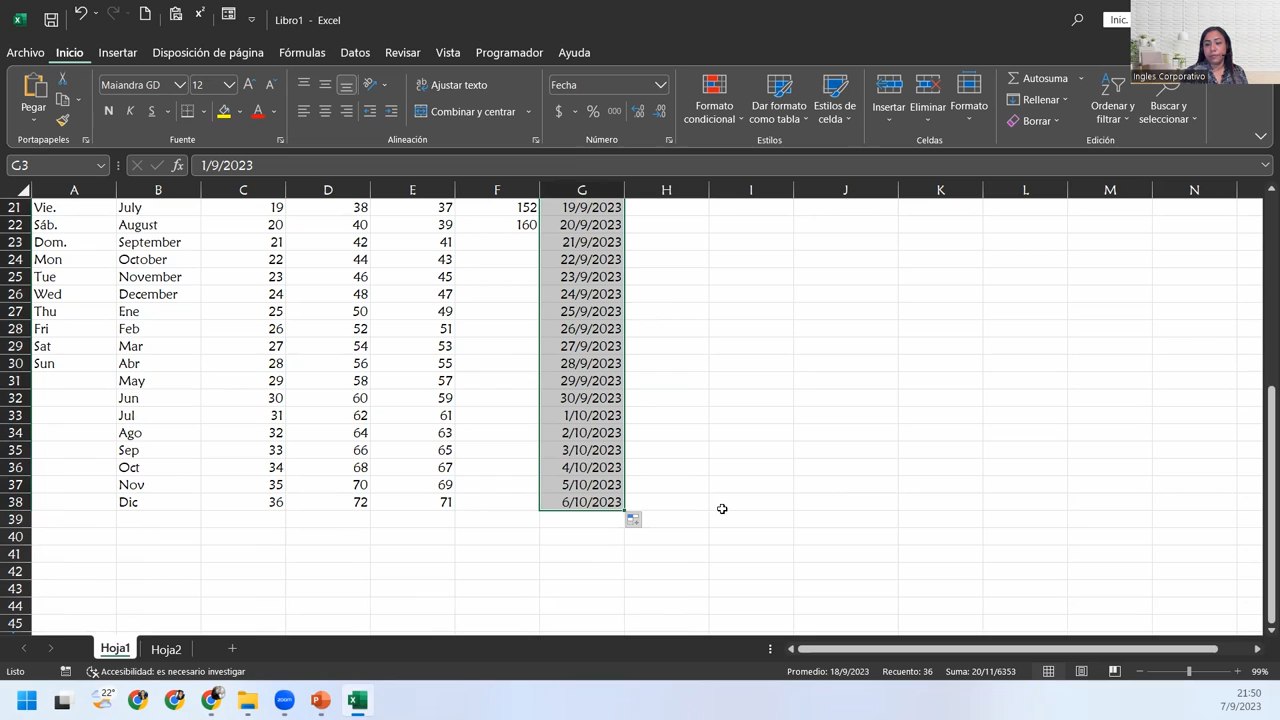 Libro1 - Excel
Inic.
Archivo Inicio Insertar Disposición de página Fórmulas Datos Revisar Vista Programador Ayuda
Ingles Corporativo
Pegar
Maiandra GD 12
N K S
Ajustar texto
Combinar y centrar
Fecha
$ % 000
Formato condicional
Dar formato como tabla
Estilos de celda
Insertar Eliminar Formato
Autosuma
Rellenar
Borrar
Ordenar y filtrar
Buscar y seleccionar
Portapapeles Fuente Alineación Número Estilos Celdas Edición
G3 fx 1/9/2023
A B C D E F G H I J K L M N
21 Vie. July 19 38 37 152 19/9/2023
22 Sáb. August 20 40 39 160 20/9/2023
23 Dom. September 21 42 41 21/9/2023
24 Mon October 22 44 43 22/9/2023
25 Tue November 23 46 45 23/9/2023
26 Wed December 24 48 47 24/9/2023
27 Thu Ene 25 50 49 25/9/2023
28 Fri Feb 26 52 51 26/9/2023
29 Sat Mar 27 54 53 27/9/2023
30 Sun Abr 28 56 55 28/9/2023
31 May 29 58 57 29/9/2023
32 Jun 30 60 59 30/9/2023
33 Jul 31 62 61 1/10/2023
34 Ago 32 64 63 2/10/2023
35 Sep 33 66 65 3/10/2023
36 Oct 34 68 67 4/10/2023
37 Nov 35 70 69 5/10/2023
38 Dic 36 72 71 6/10/2023
39
40
41
42
43
44
45
Hoja1 Hoja2
Listo Accesibilidad: es necesario investigar Promedio: 18/9/2023 Recuento: 36 Suma: 20/11/6353 99%
22° zoom
21:50
7/9/2023